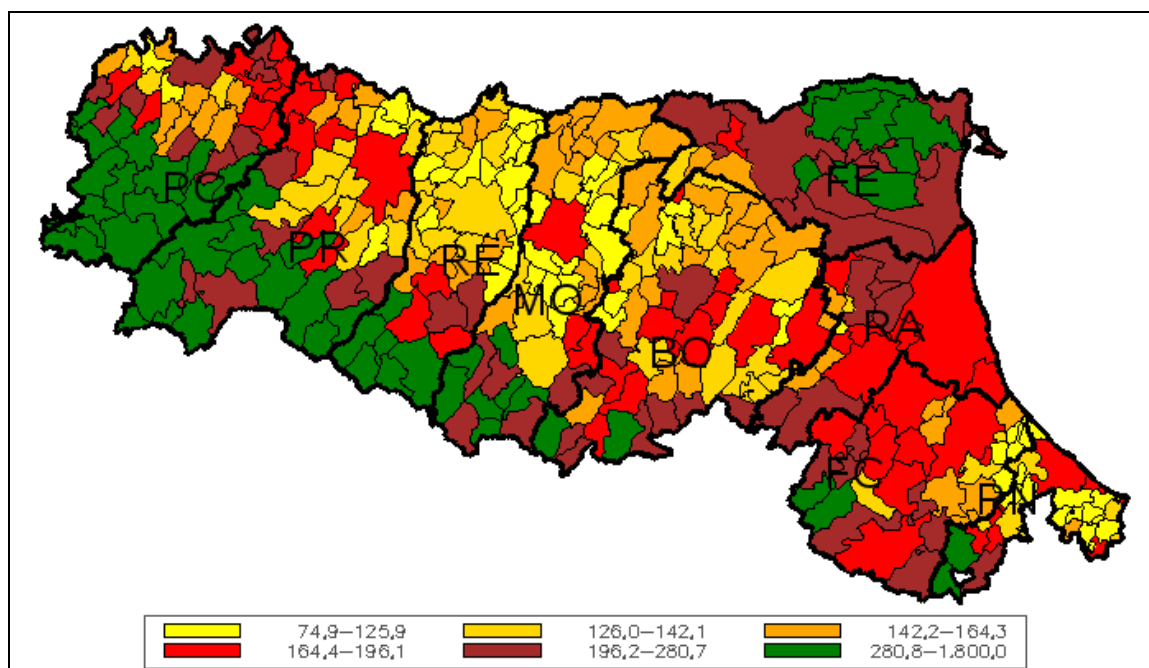 PC
FE
PR
RE
MO
RA
BO
FC
RN
74,9–125,9 126,0–142,1 142,2–164,3
164,4–196,1 196,2–280,7 280,8–1.800,0